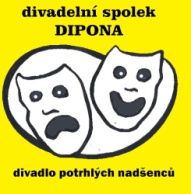 divadelní spolek
DIPONA
divadlo potrhlých nadšenců